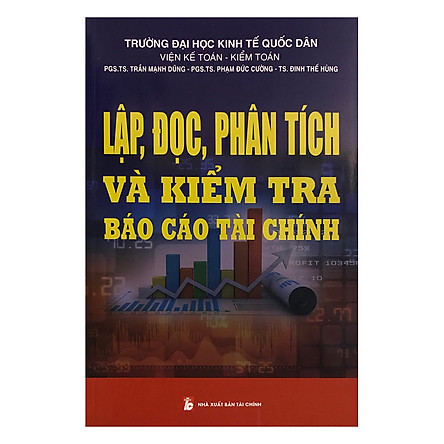 TRƯỜNG ĐẠI HỌC KINH TẾ QUỐC DÂN
VIỆN KẾ TOÁN - KIỂM TOÁN
PGS.TS. TRẦN MẠNH DŨNG - PGS.TS. PHẠM ĐỨC CƯỜNG - TS. ĐINH THẾ HÙNG
LẬP, ĐỌC, PHÂN TÍCH
VÀ KIỂM TRA
BÁO CÁO TÀI CHÍNH
NHÀ XUẤT BẢN TÀI CHÍNH